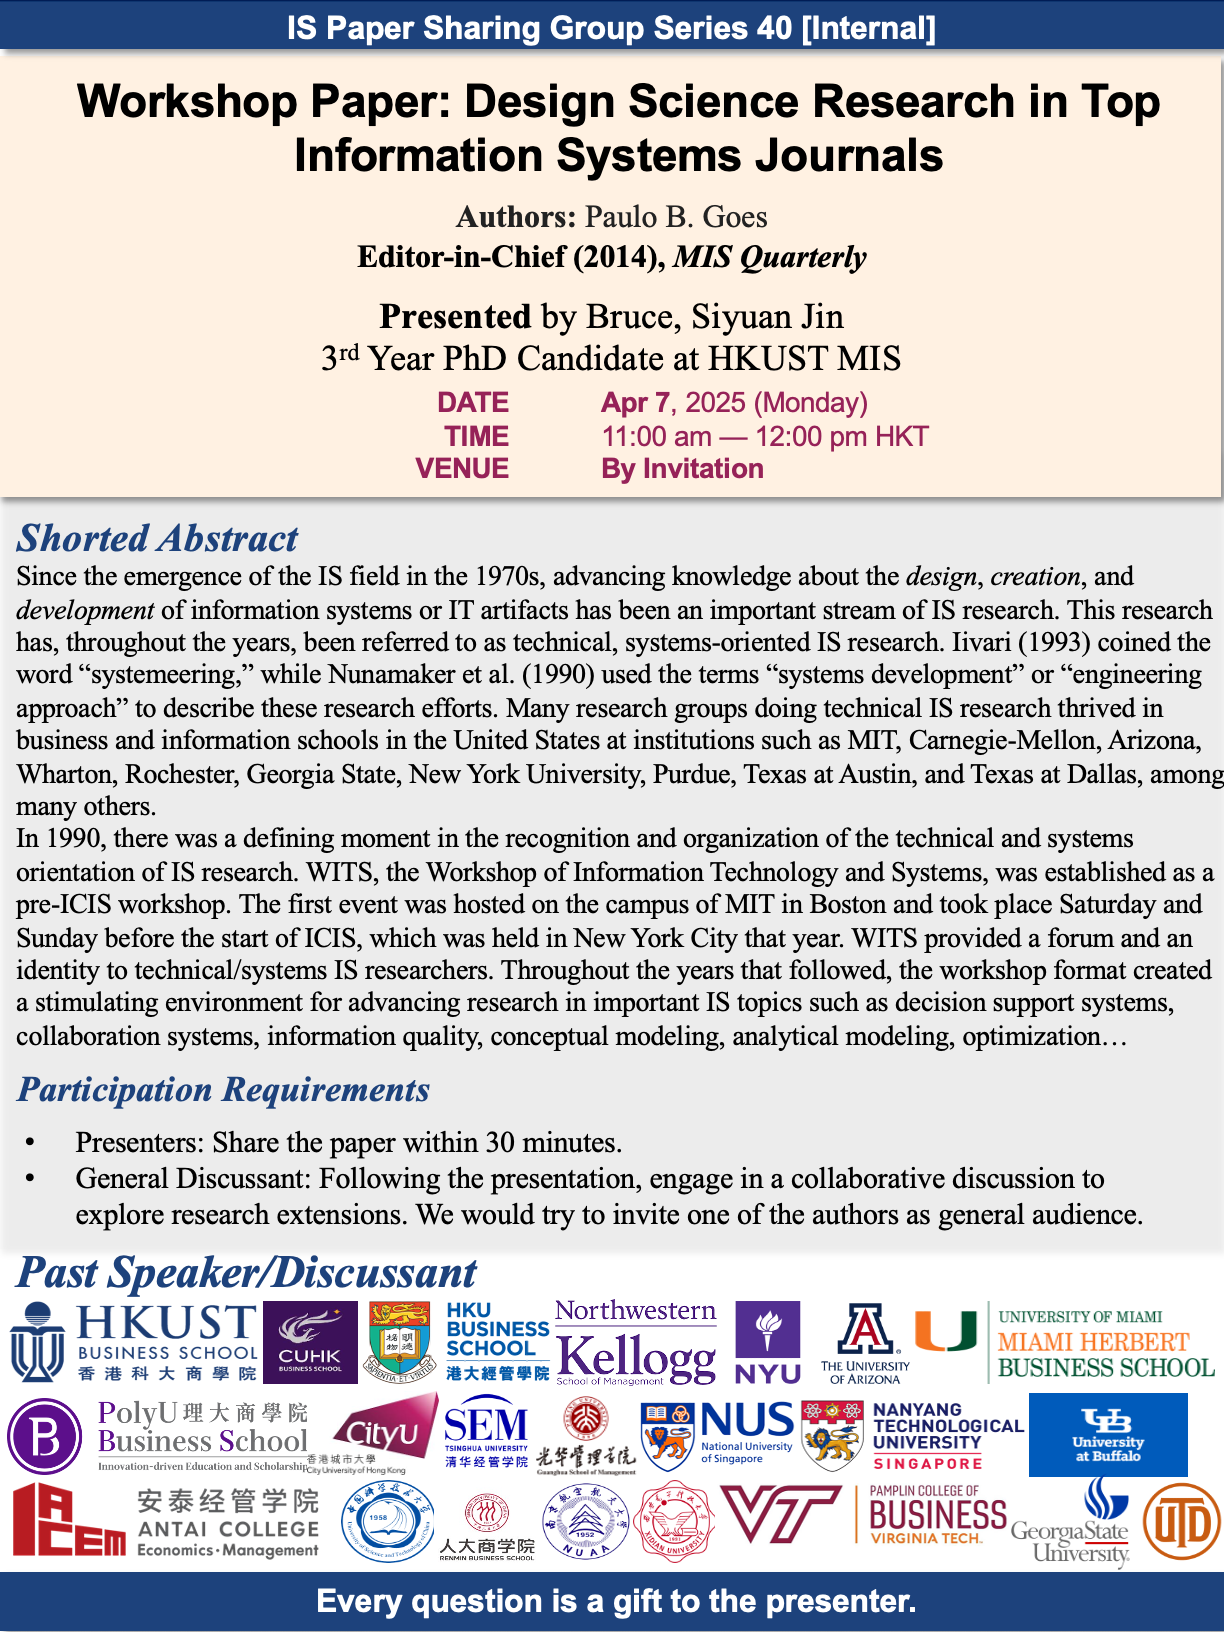 IS Paper Sharing Group Series 40 [Internal]
Workshop Paper: Design Science Research in Top
Information Systems Journals
Authors: Paulo B. Goes
Editor-in-Chief (2014), MIS Quarterly
Presented by Bruce, Siyuan Jin
3rd Year PhD Candidate at HKUST MIS
DATE Apr 7, 2025 (Monday)
TIME 11:00 am — 12:00 pm HKT
VENUE By Invitation
Shorted Abstract
Since the emergence of the IS field in the 1970s, advancing knowledge about the design, creation, and
development of information systems or IT artifacts has been an important stream of IS research. This research
has, throughout the years, been referred to as technical, systems-oriented IS research. Iivari (1993) coined the
word “systemeering,” while Nunamaker et al. (1990) used the terms “systems development” or “engineering
approach” to describe these research efforts. Many research groups doing technical IS research thrived in
business and information schools in the United States at institutions such as MIT, Carnegie-Mellon, Arizona,
Wharton, Rochester, Georgia State, New York University, Purdue, Texas at Austin, and Texas at Dallas, among
many others.
In 1990, there was a defining moment in the recognition and organization of the technical and systems
orientation of IS research. WITS, the Workshop of Information Technology and Systems, was established as a
pre-ICIS workshop. The first event was hosted on the campus of MIT in Boston and took place Saturday and
Sunday before the start of ICIS, which was held in New York City that year. WITS provided a forum and an
identity to technical/systems IS researchers. Throughout the years that followed, the workshop format created
a stimulating environment for advancing research in important IS topics such as decision support systems,
collaboration systems, information quality, conceptual modeling, analytical modeling, optimization…
Participation Requirements
• Presenters: Share the paper within 30 minutes.
• General Discussant: Following the presentation, engage in a collaborative discussion to
explore research extensions. We would try to invite one of the authors as general audience.
Past Speaker/Discussant
HKUST
BUSINESS SCHOOL
香港科大商學院
CUHK
BUSINESS SCHOOL
HKU
BUSINESS
SCHOOL
港大經管學院
Northwestern
Kellogg
School of Management
NYU
A
THE UNIVERSITY
OF ARIZONA
U
UNIVERSITY OF MIAMI
MIAMI HERBERT
BUSINESS SCHOOL
B
PolyU 理大商學院
Business School
Innovation-driven Education and Scholarship
CityU
香港城市大學
City University of Hong Kong
SEM
TSINGHUA UNIVERSITY
清华经管学院
光华管理学院
Guanghua School of Management
NUS
National University
of Singapore
NANYANG
TECHNOLOGICAL
UNIVERSITY
SINGAPORE
UB
University
at Buffalo
ACEM
安泰经管学院
ANTAI COLLEGE
Economics·Management
1958
人大商学院
RENMIN BUSINESS SCHOOL
1952
NUAA
XIDIAN UNIVERSITY
VT
PAMPLIN COLLEGE OF
BUSINESS
VIRGINIA TECH.
GeorgiaState
University
UTD
Every question is a gift to the presenter.